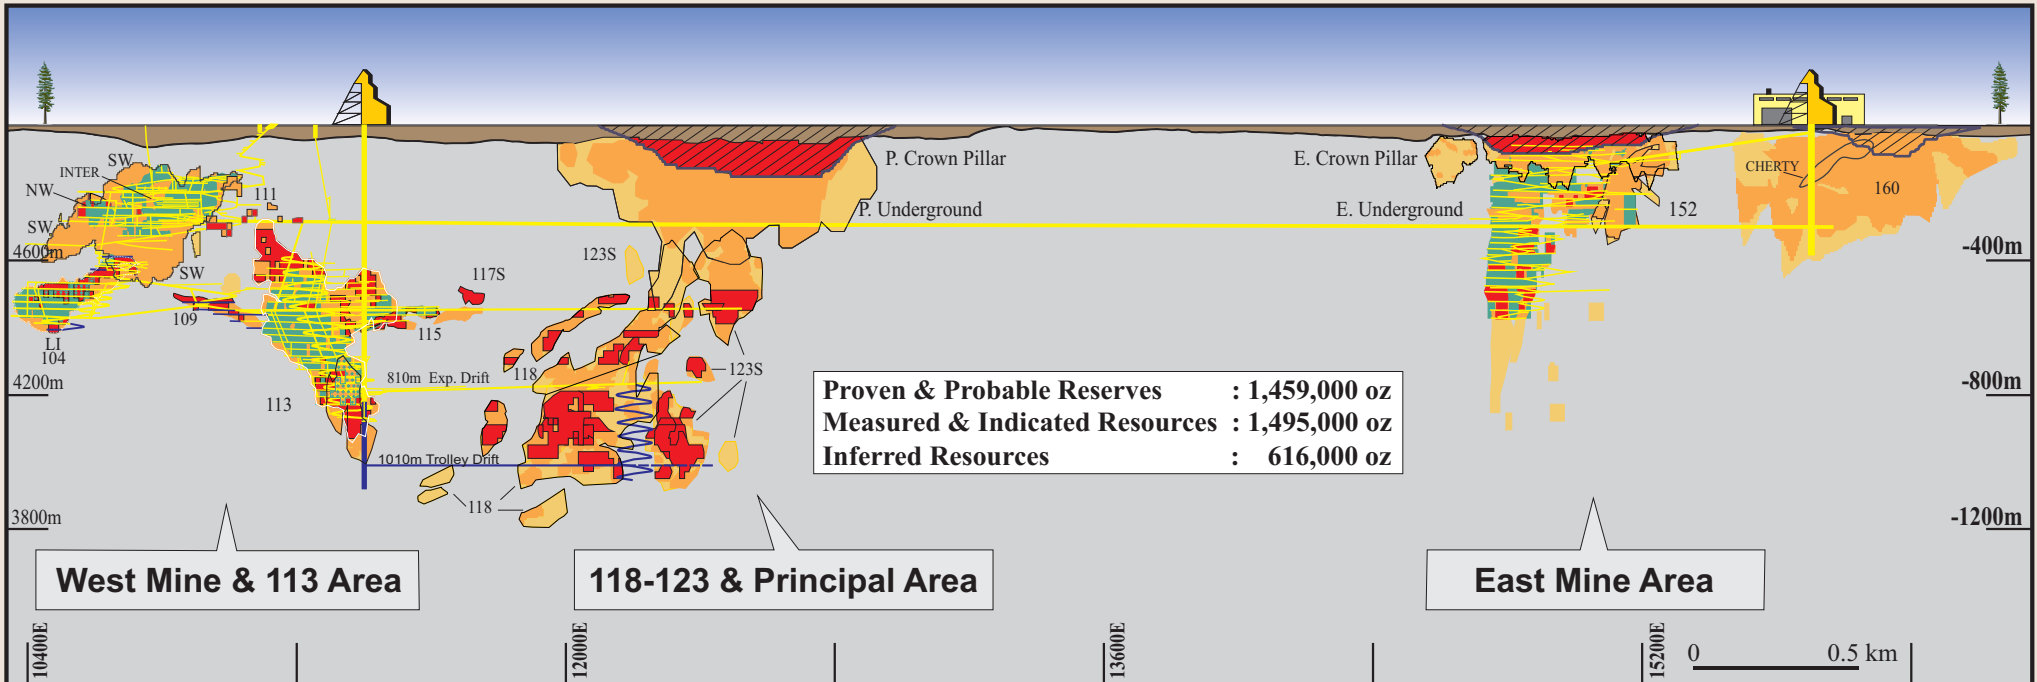 SW
INTER
NW
SW
111
SW
4600m
109
LI
104
4200m
113
115
117S
123S
118
123S
810m Exp. Drift
1010m Trolley Drift
118
3800m
P. Crown Pillar
P. Underground
E. Crown Pillar
E. Underground
152
CHERTY
160
-400m
-800m
-1200m
Proven & Probable Reserves : 1,459,000 oz
Measured & Indicated Resources : 1,495,000 oz
Inferred Resources : 616,000 oz
West Mine & 113 Area
118-123 & Principal Area
East Mine Area
10400E
12000E
13600E
15200E
0 0.5 km